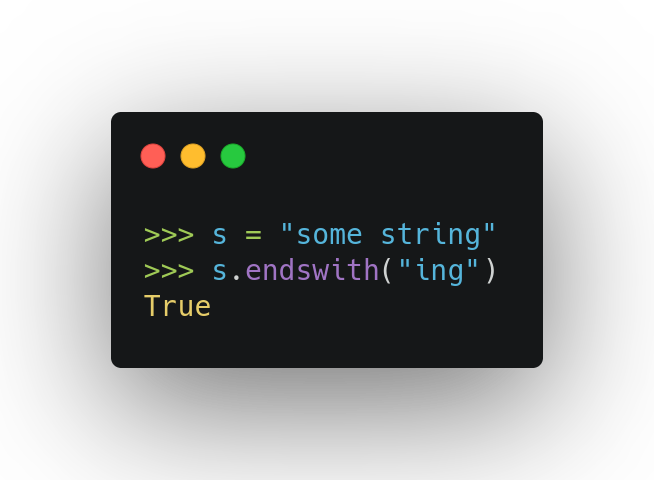 >>> s = "some string"
>>> s.endswith("ing")
True